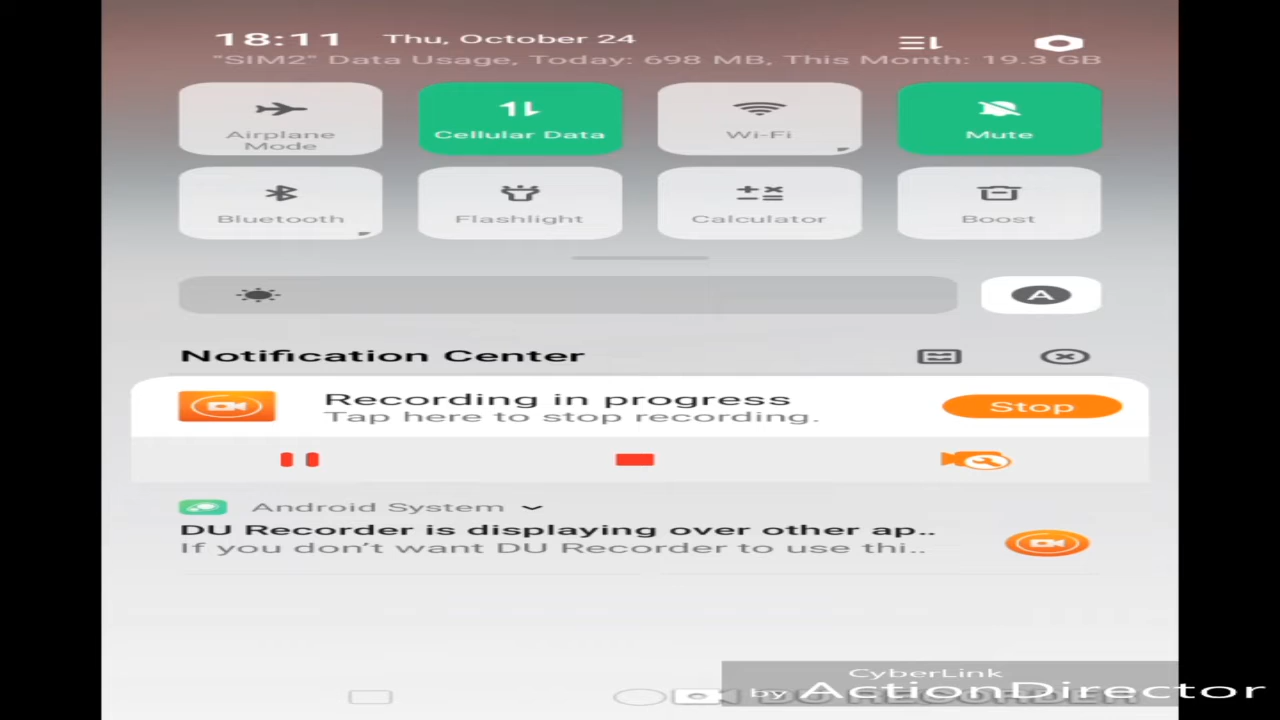 18:11 Thu, October 24
"SIM2" Data Usage, Today: 698 MB, This Month: 19.3 GB
Airplane Mode
Cellular Data
Wi-Fi
Mute
Bluetooth
Flashlight
Calculator
Boost
A
Notification Center
Recording in progress
Tap here to stop recording.
Stop
Android System
DU Recorder is displaying over other ap..
If you don't want DU Recorder to use thi..
CyberLink
by ActionDirector